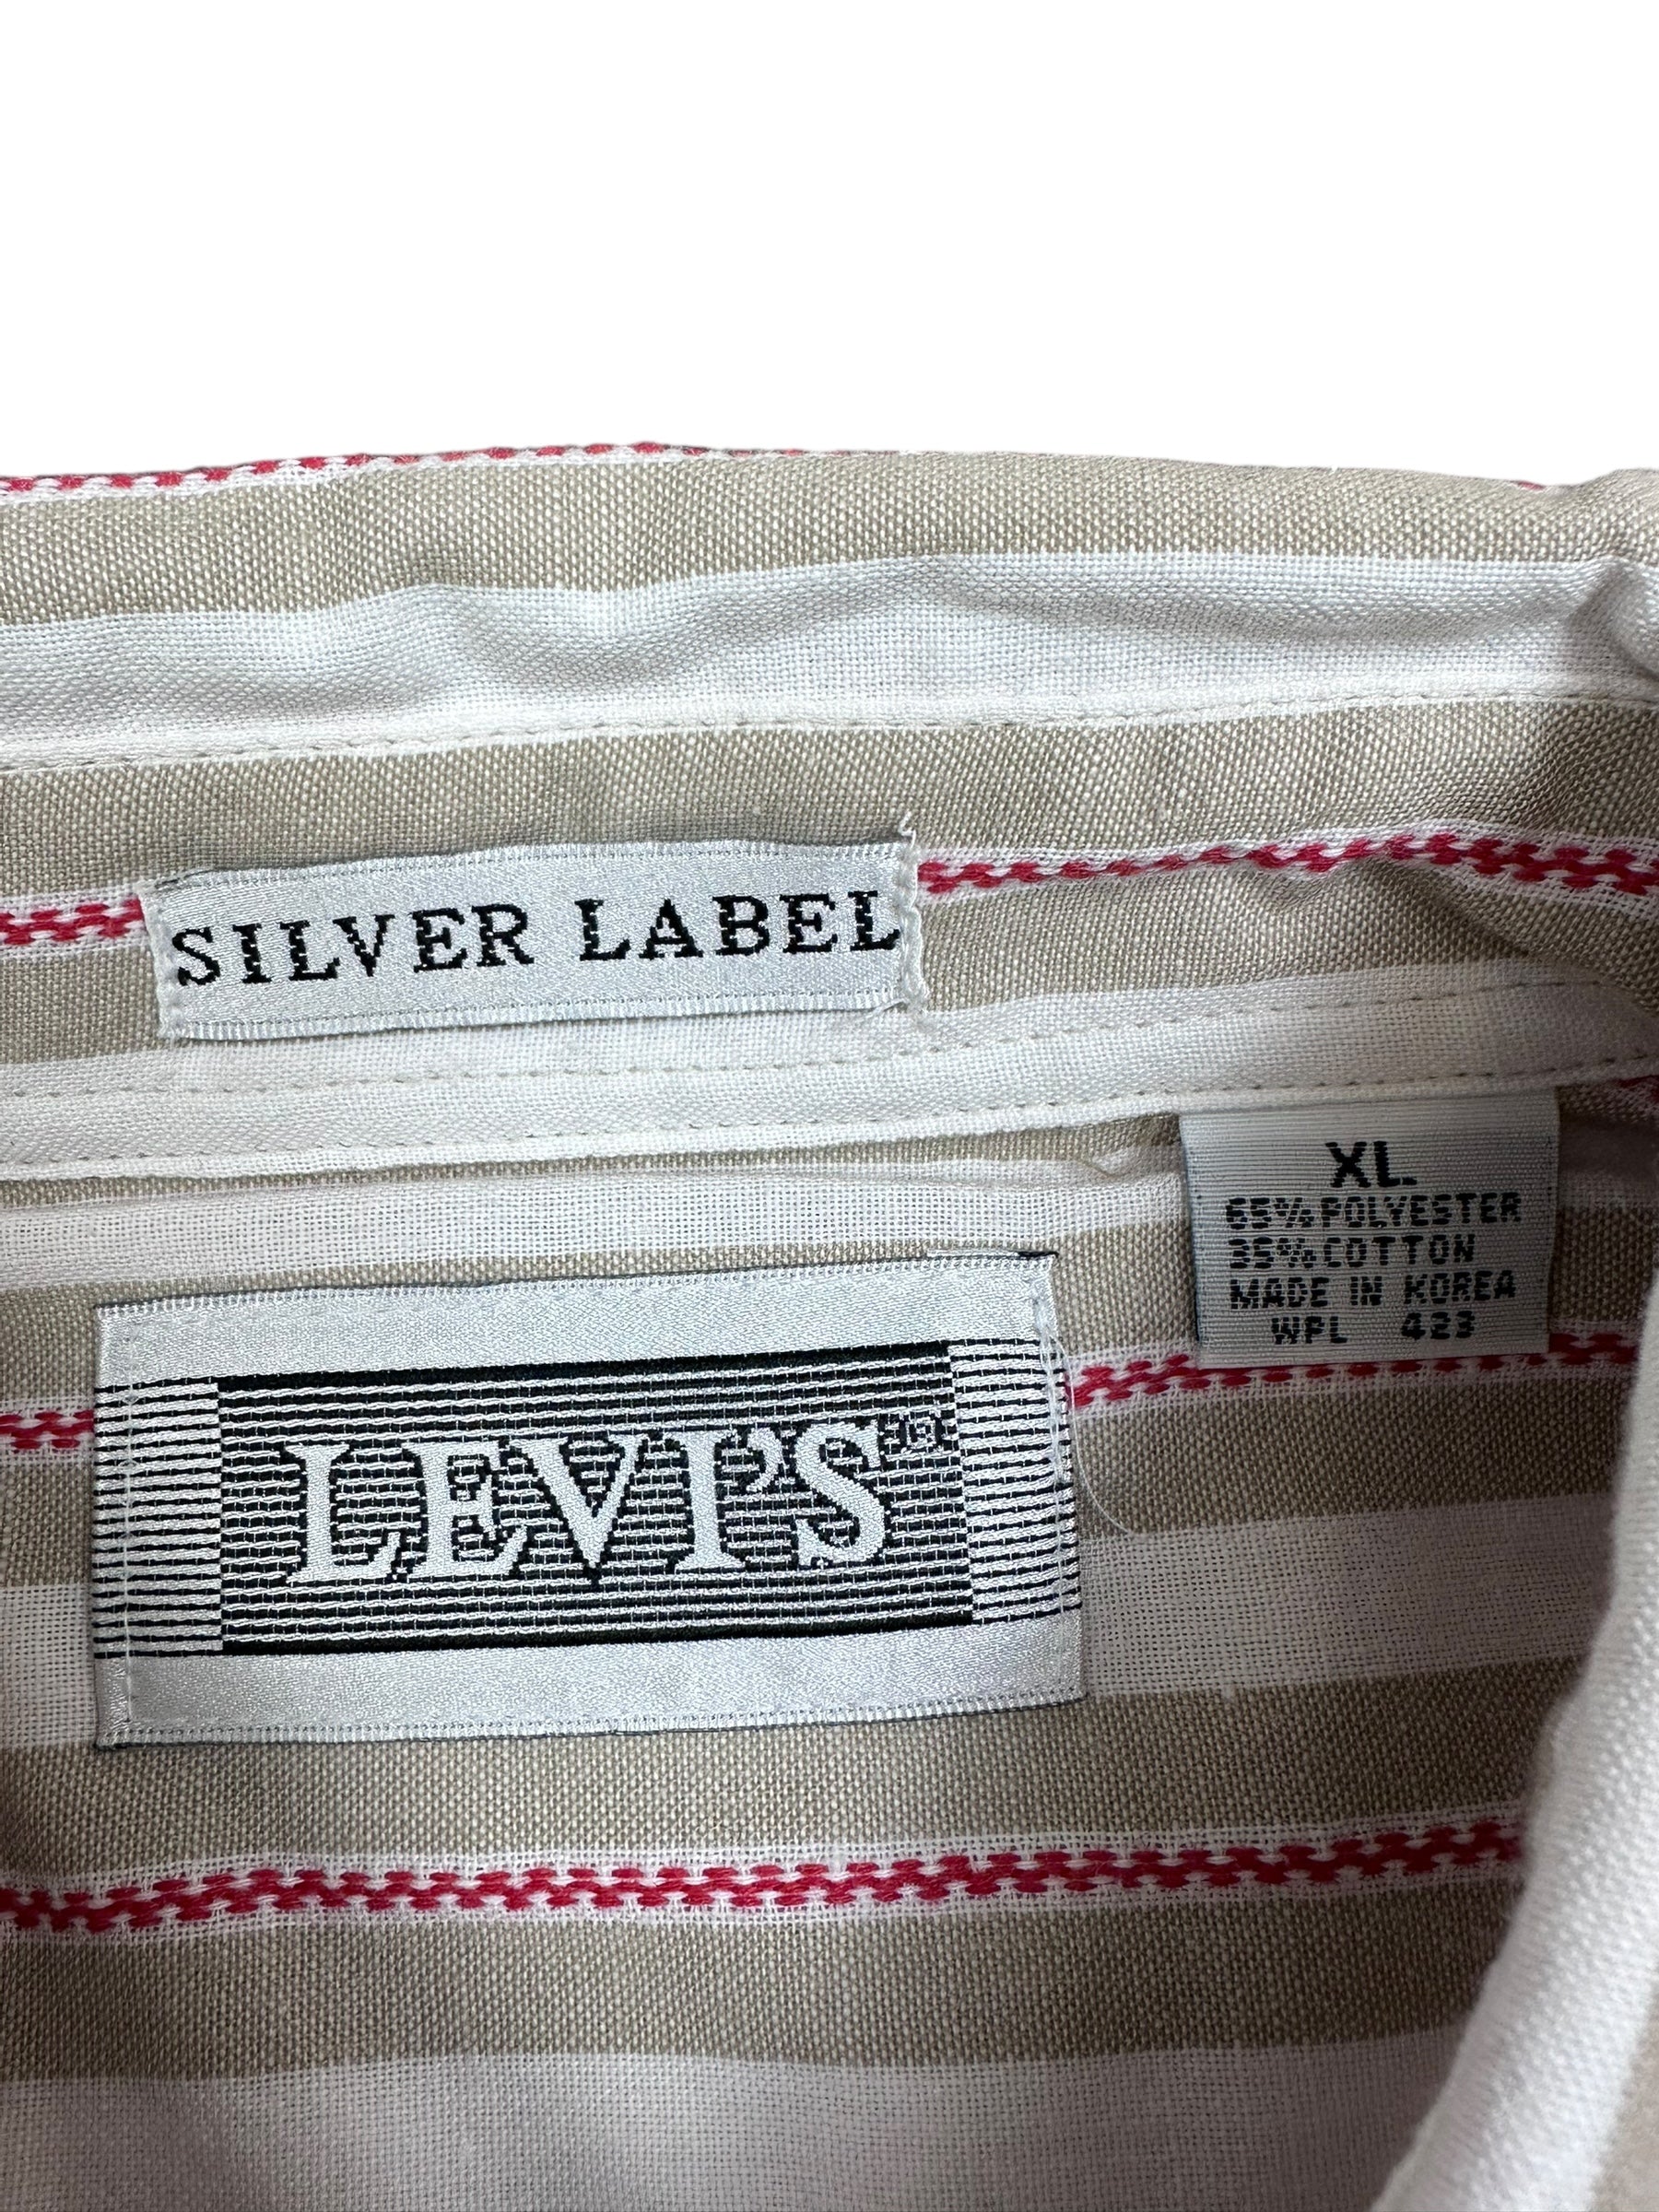 SILVER LABEL
XL
65% POLYESTER
35% COTTON
MADE IN KOREA
WPL 423
LEVI'S®